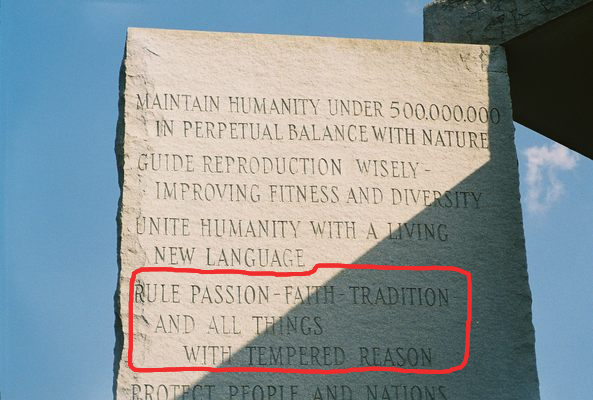 MAINTAIN HUMANITY UNDER 500.000.000
IN PERPETUAL BALANCE WITH NATURE
GUIDE REPRODUCTION WISELY-
IMPROVING FITNESS AND DIVERSITY
UNITE HUMANITY WITH A LIVING
NEW LANGUAGE
RULE PASSION-FAITH-TRADITION-
AND ALL THINGS
WITH TEMPERED REASON
PROTECT PEOPLE AND NATIONS